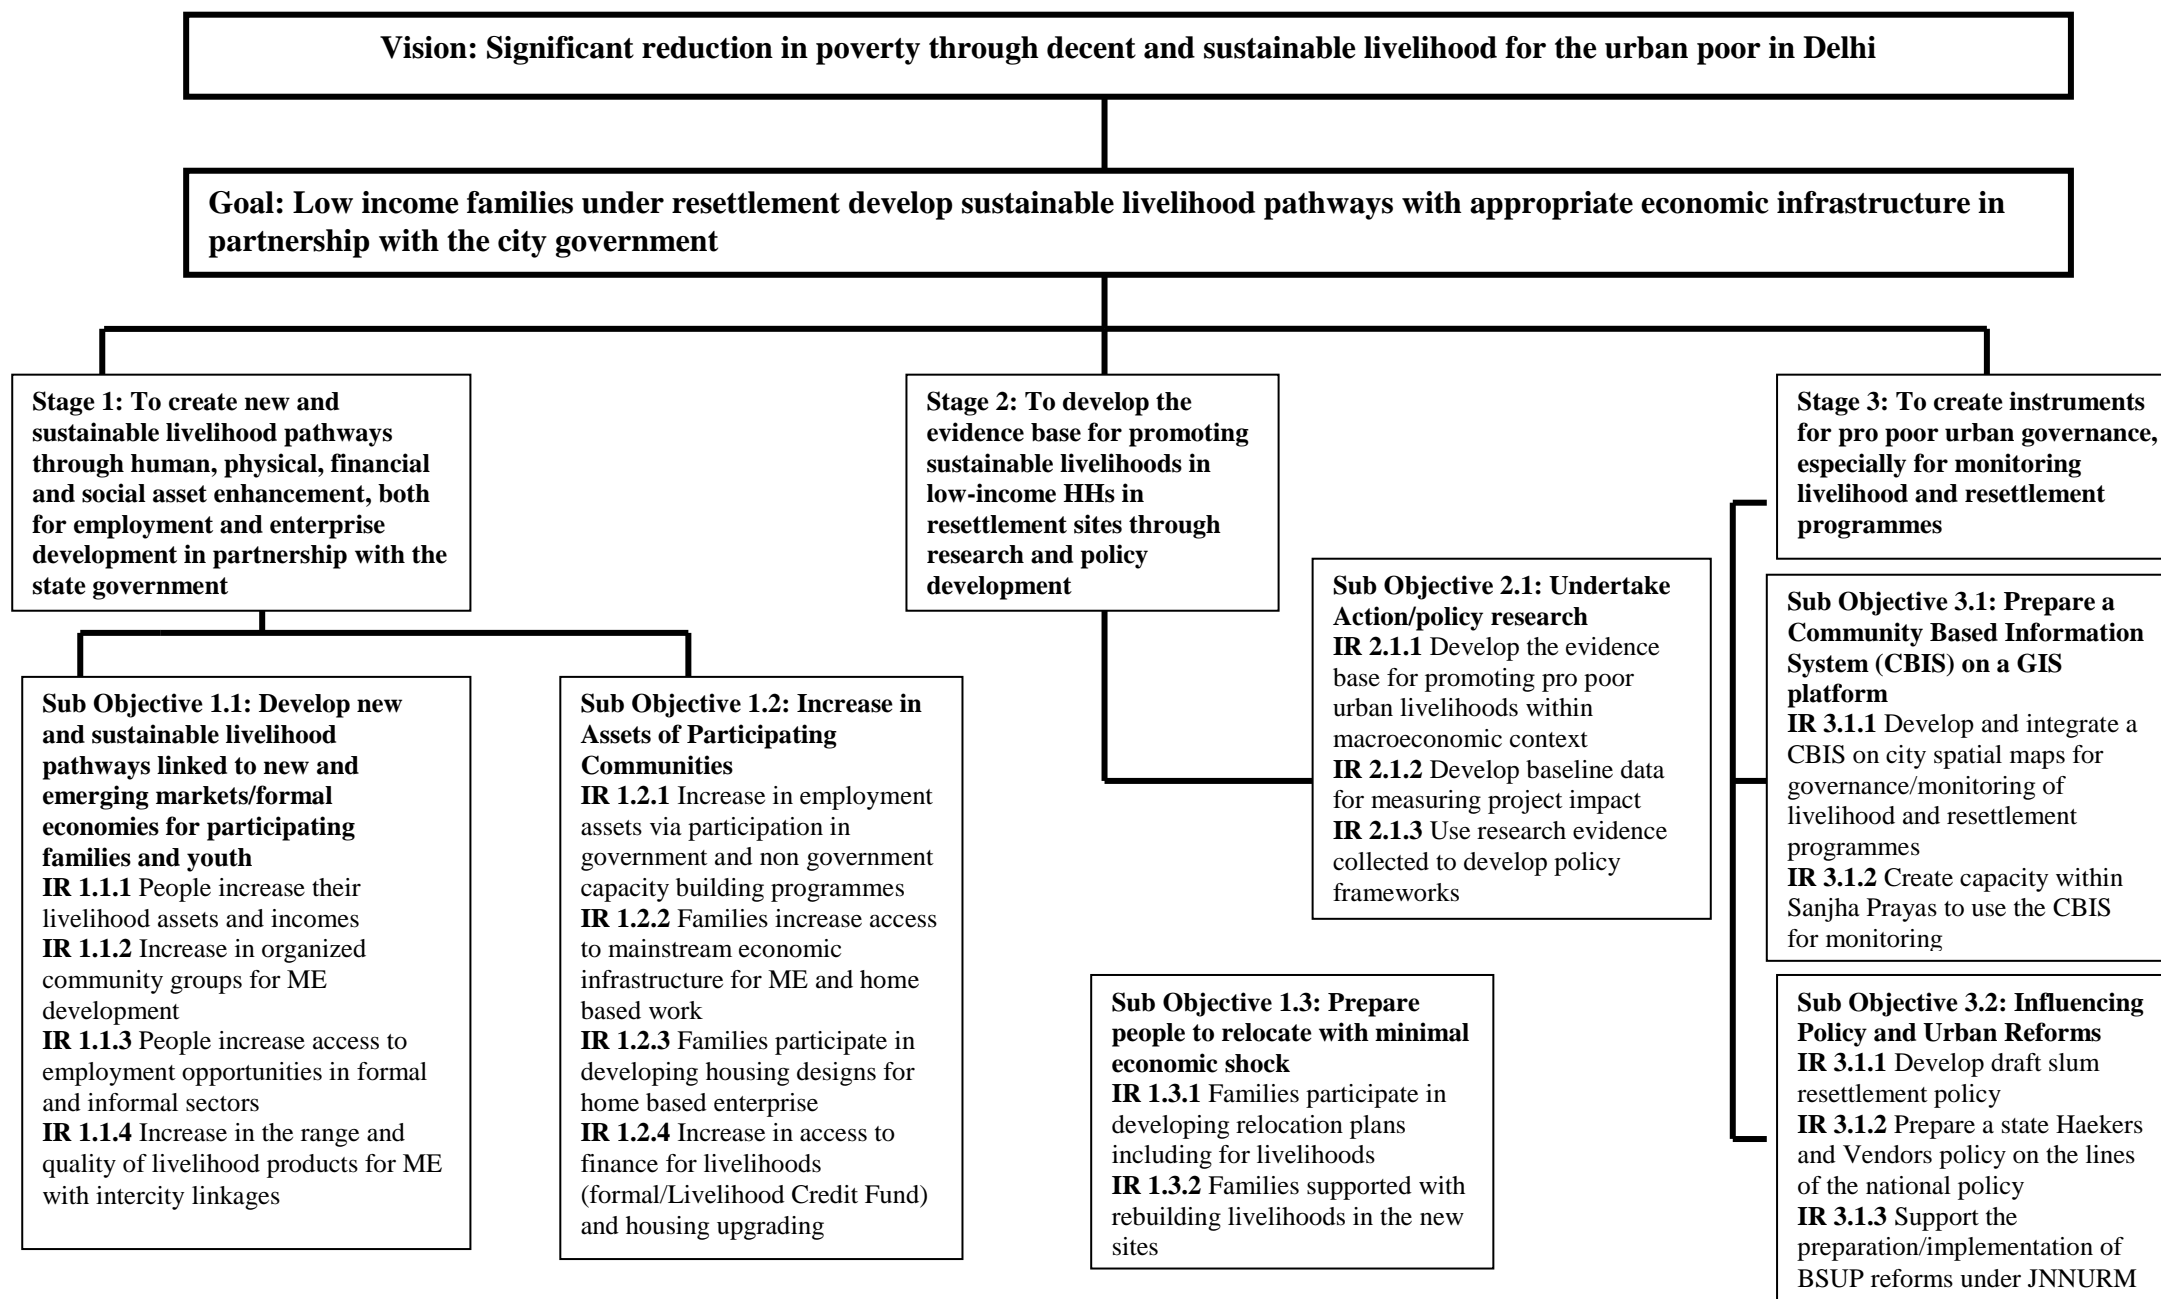 Vision: Significant reduction in poverty through decent and sustainable livelihood for the urban poor in Delhi
Goal: Low income families under resettlement develop sustainable livelihood pathways with appropriate economic infrastructure in
partnership with the city government
Stage 1: To create new and
sustainable livelihood pathways
through human, physical, financial
and social asset enhancement, both
for employment and enterprise
development in partnership with the
state government
Stage 2: To develop the
evidence base for promoting
sustainable livelihoods in
low-income HHs in
resettlement sites through
research and policy
development
Stage 3: To create instruments
for pro poor urban governance,
especially for monitoring
livelihood and resettlement
programmes
Sub Objective 1.1: Develop new
and sustainable livelihood
pathways linked to new and
emerging markets/formal
economies for participating
families and youth
IR 1.1.1 People increase their
livelihood assets and incomes
IR 1.1.2 Increase in organized
community groups for ME
development
IR 1.1.3 People increase access to
employment opportunities in formal
and informal sectors
IR 1.1.4 Increase in the range and
quality of livelihood products for ME
with intercity linkages
Sub Objective 1.2: Increase in
Assets of Participating
Communities
IR 1.2.1 Increase in employment
assets via participation in
government and non government
capacity building programmes
IR 1.2.2 Families increase access
to mainstream economic
infrastructure for ME and home
based work
IR 1.2.3 Families participate in
developing housing designs for
home based enterprise
IR 1.2.4 Increase in access to
finance for livelihoods
(formal/Livelihood Credit Fund)
and housing upgrading
Sub Objective 2.1: Undertake
Action/policy research
IR 2.1.1 Develop the evidence
base for promoting pro poor
urban livelihoods within
macroeconomic context
IR 2.1.2 Develop baseline data
for measuring project impact
IR 2.1.3 Use research evidence
collected to develop policy
frameworks
Sub Objective 1.3: Prepare
people to relocate with minimal
economic shock
IR 1.3.1 Families participate in
developing relocation plans
including for livelihoods
IR 1.3.2 Families supported with
rebuilding livelihoods in the new
sites
Sub Objective 3.1: Prepare a
Community Based Information
System (CBIS) on a GIS
platform
IR 3.1.1 Develop and integrate a
CBIS on city spatial maps for
governance/monitoring of
livelihood and resettlement
programmes
IR 3.1.2 Create capacity within
Sanjha Prayas to use the CBIS
for monitoring
Sub Objective 3.2: Influencing
Policy and Urban Reforms
IR 3.1.1 Develop draft slum
resettlement policy
IR 3.1.2 Prepare a state Haekers
and Vendors policy on the lines
of the national policy
IR 3.1.3 Support the
preparation/implementation of
BSUP reforms under JNNURM